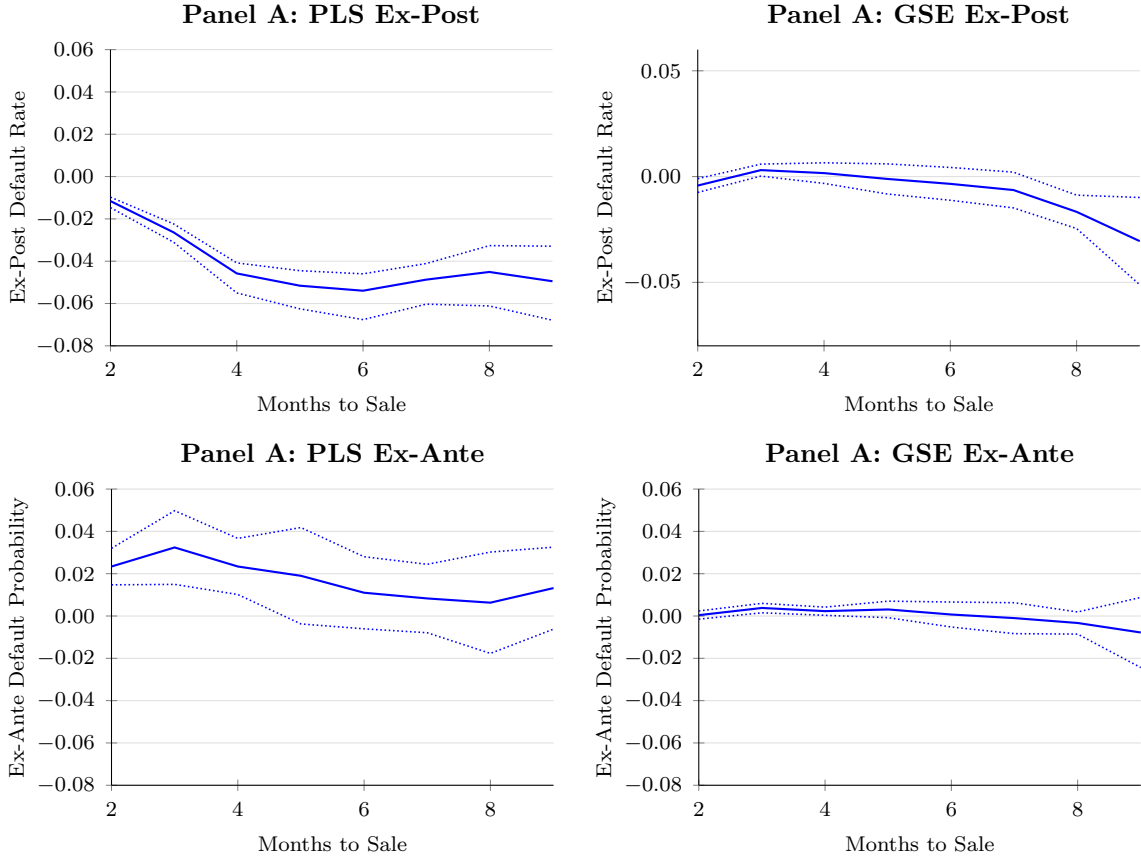 Panel A: PLS Ex-Post
Ex-Post Default Rate
0.06
0.04
0.02
0.00
−0.02
−0.04
−0.06
−0.08
2 4 6 8
Months to Sale
Panel A: GSE Ex-Post
Ex-Post Default Rate
0.05
0.00
−0.05
2 4 6 8
Months to Sale
Panel A: PLS Ex-Ante
Ex-Ante Default Probability
0.06
0.04
0.02
0.00
−0.02
−0.04
−0.06
−0.08
2 4 6 8
Months to Sale
Panel A: GSE Ex-Ante
Ex-Ante Default Probability
0.06
0.04
0.02
0.00
−0.02
−0.04
−0.06
−0.08
2 4 6 8
Months to Sale